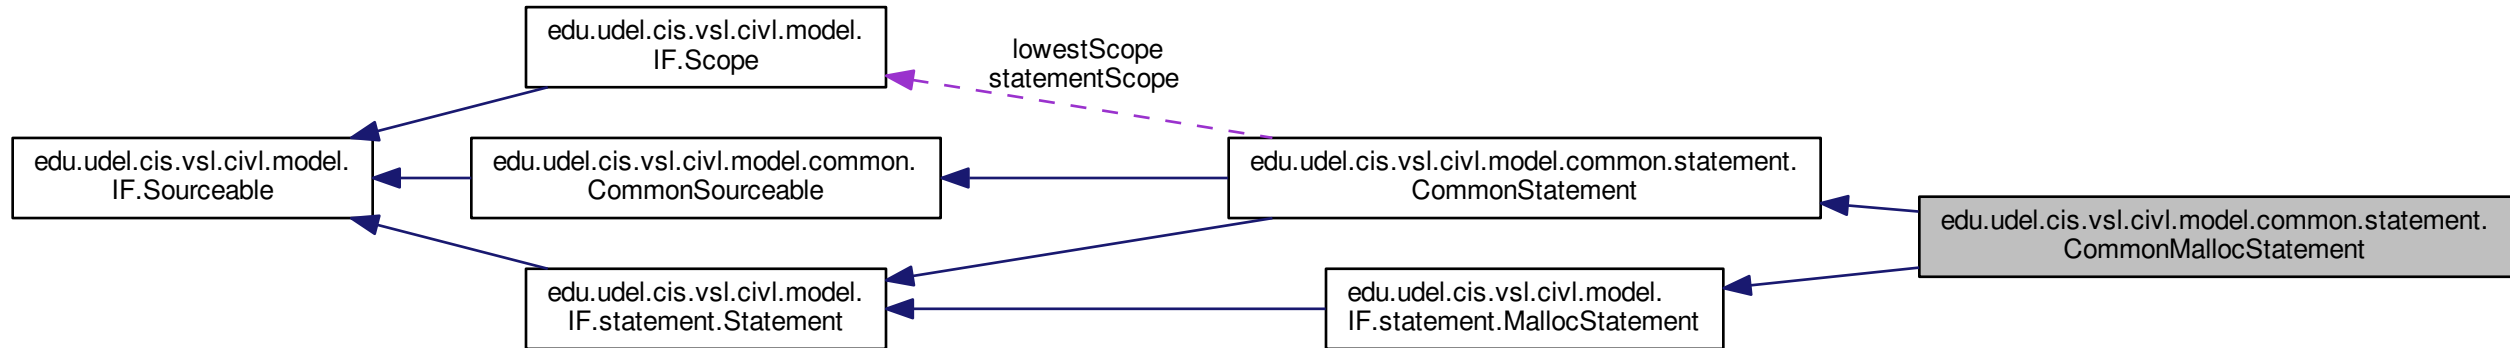 edu.udel.cis.vsl.civl.model.
IF.Scope
lowestScope
statementScope
edu.udel.cis.vsl.civl.model.
IF.Sourceable
edu.udel.cis.vsl.civl.model.common.
CommonSourceable
edu.udel.cis.vsl.civl.model.common.statement.
CommonStatement
edu.udel.cis.vsl.civl.model.common.statement.
CommonMallocStatement
edu.udel.cis.vsl.civl.model.
IF.statement.Statement
edu.udel.cis.vsl.civl.model.
IF.statement.MallocStatement